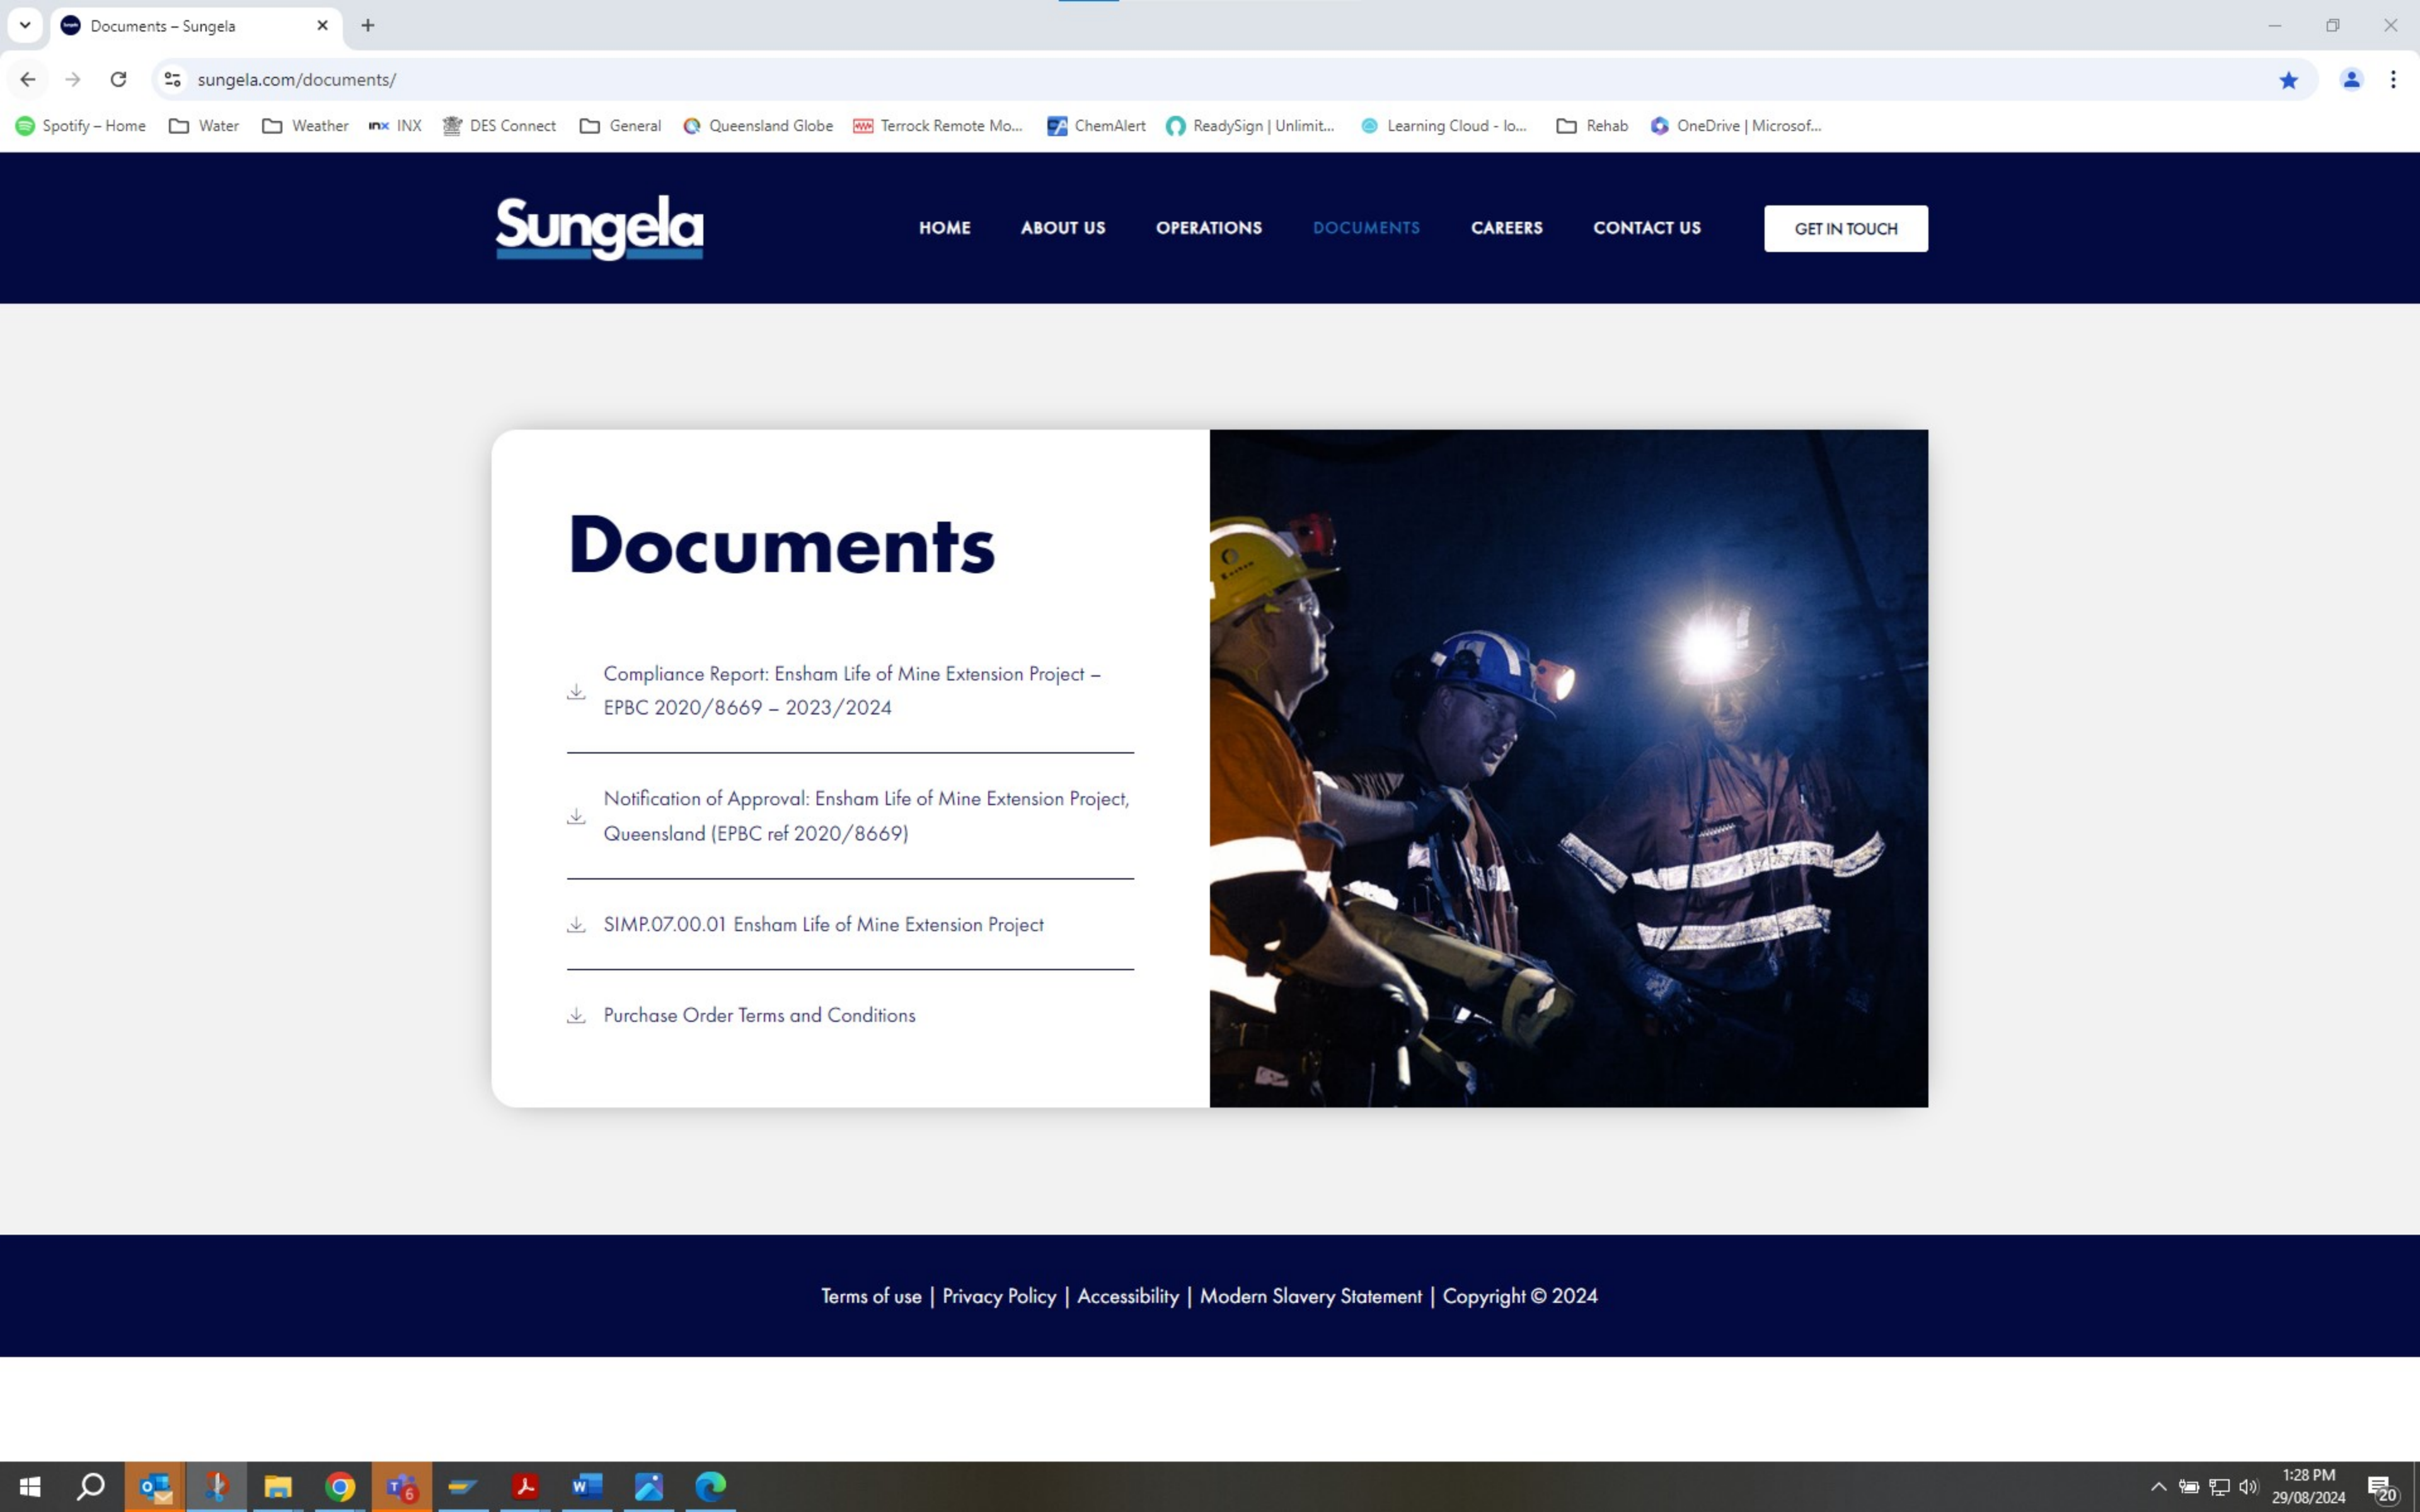 Documents – Sungela
sungela.com/documents/
Spotify – Home Water Weather INX INX DES Connect General Queensland Globe Terrock Remote Mo... ChemAlert ReadySign | Unlimit... Learning Cloud - lo... Rehab OneDrive | Microsof...
Sungela
HOME ABOUT US OPERATIONS DOCUMENTS CAREERS CONTACT US GET IN TOUCH
Documents
Compliance Report: Ensham Life of Mine Extension Project –
EPBC 2020/8669 – 2023/2024
Notification of Approval: Ensham Life of Mine Extension Project,
Queensland (EPBC ref 2020/8669)
SIMP.07.00.01 Ensham Life of Mine Extension Project
Purchase Order Terms and Conditions
Terms of use | Privacy Policy | Accessibility | Modern Slavery Statement | Copyright © 2024
6
1:28 PM
29/08/2024
20